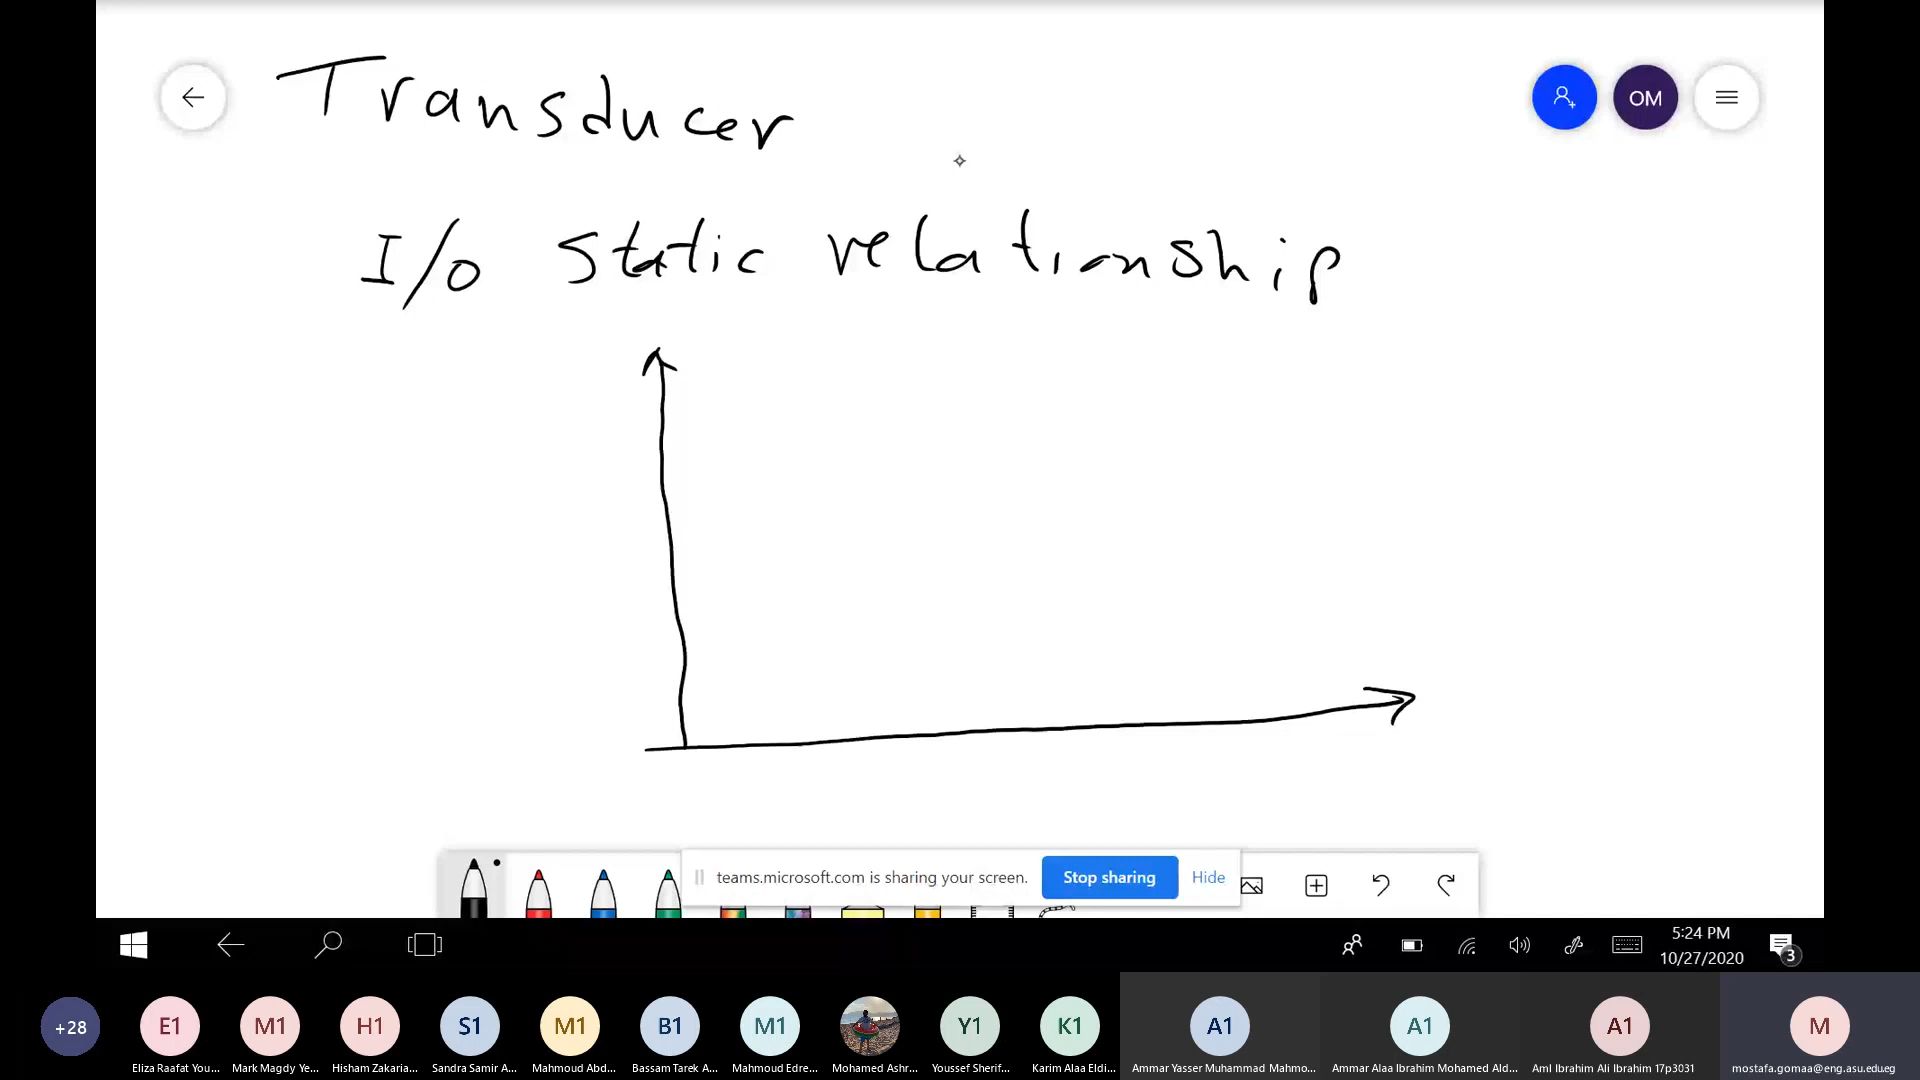 Transducer
OM
I/o static relationship
teams.microsoft.com is sharing your screen.
Stop sharing
Hide
5:24 PM
10/27/2020
3
+28
E1
M1
H1
S1
M1
B1
M1
Y1
K1
A1
A1
A1
M
Eliza Raafat You...
Mark Magdy Ye...
Hisham Zakaria...
Sandra Samir A...
Mahmoud Abd...
Bassam Tarek A...
Mahmoud Edre...
Mohamed Ashr...
Youssef Sherif...
Karim Alaa Eldi...
Ammar Yasser Muhammad Mahmo...
Ammar Alaa Ibrahim Mohamed Ald...
Aml Ibrahim Ali Ibrahim 17p3031
mostafa.gomaa@eng.asu.edu.eg